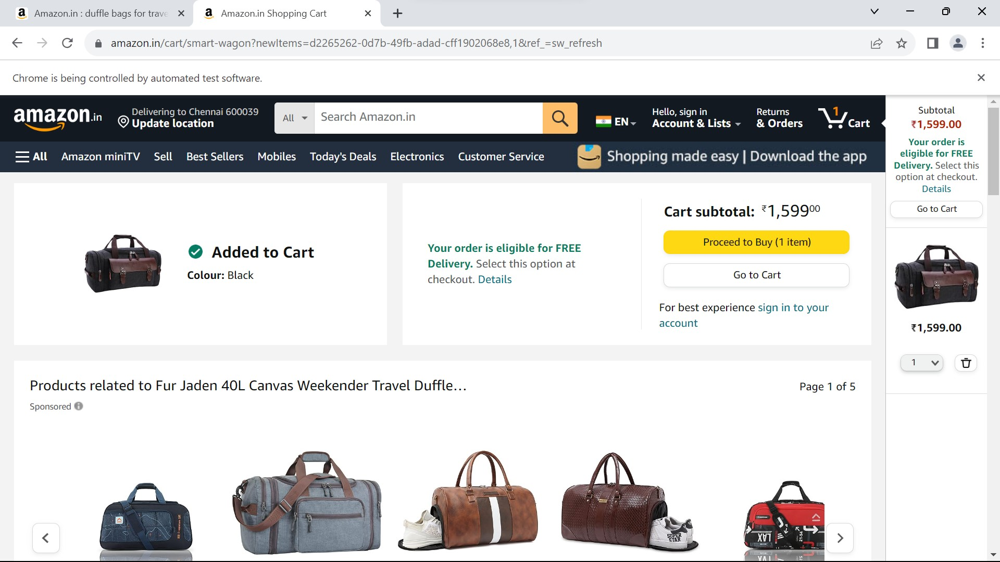 Amazon.in : duffle bags for trave
Amazon.in Shopping Cart
amazon.in/cart/smart-wagon?newItems=d2265262-0d7b-49fb-adad-cff1902068e8,1&ref_=sw_refresh
Chrome is being controlled by automated test software.
amazon.in
Delivering to Chennai 600039
Update location
All
Search Amazon.in
EN
Hello, sign in
Account & Lists
Returns
& Orders
1
Cart
All
Amazon miniTV
Sell
Best Sellers
Mobiles
Today's Deals
Electronics
Customer Service
Shopping made easy | Download the app
Subtotal
₹1,599.00
Your order is
eligible for FREE
Delivery. Select this
option at checkout.
Details
Go to Cart
₹1,599.00
1
Added to Cart
Colour: Black
Your order is eligible for FREE
Delivery. Select this option at
checkout. Details
Cart subtotal: ₹1,59900
Proceed to Buy (1 item)
Go to Cart
For best experience sign in to your
account
Products related to Fur Jaden 40L Canvas Weekender Travel Duffle...
Page 1 of 5
Sponsored
SUPER
STAR
LAX